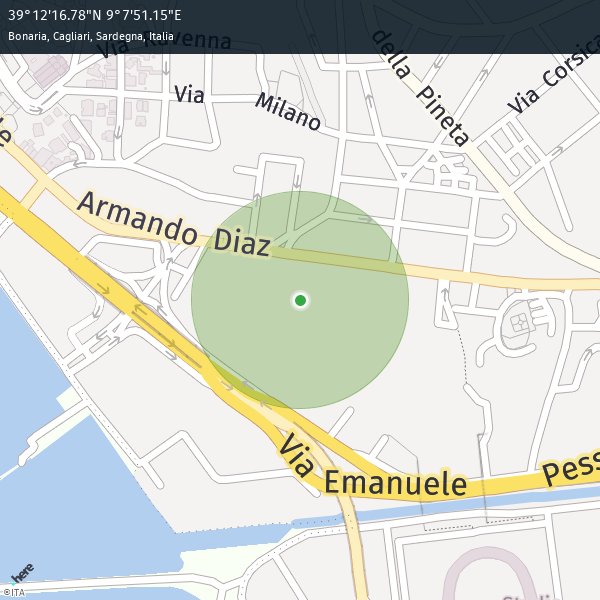 39°12'16.78"N 9°7'51.15"E
Bonaria, Cagliari, Sardegna, Italia
Via Ravenna
Via Milano
della Pineta
Via Corsica
Armando Diaz
Via Emanuele
Pess
here
©ITA